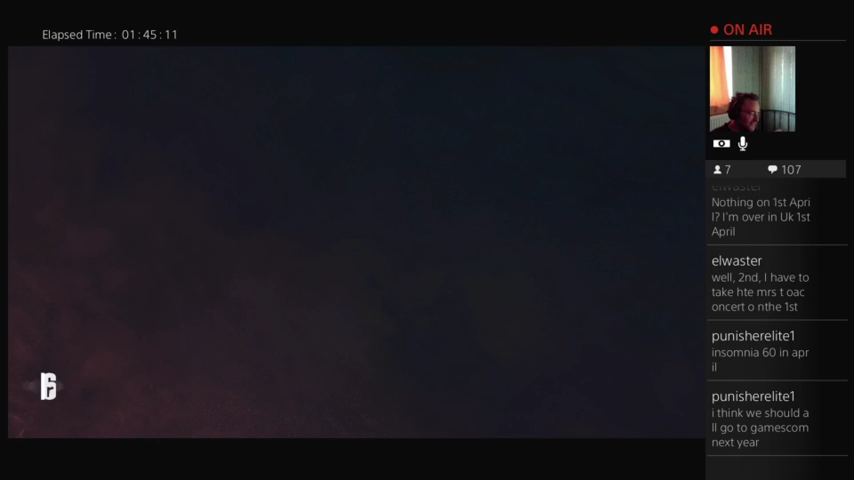 Elapsed Time: 01:45:11
ON AIR
7 107
elwaster
Nothing on 1st Apri
l? I'm over in Uk 1st
April
elwaster
well, 2nd, I have to
take hte mrs t oac
oncert o nthe 1st
punisherelite1
insomnia 60 in apr
il
punisherelite1
i think we should a
ll go to gamescom
next year